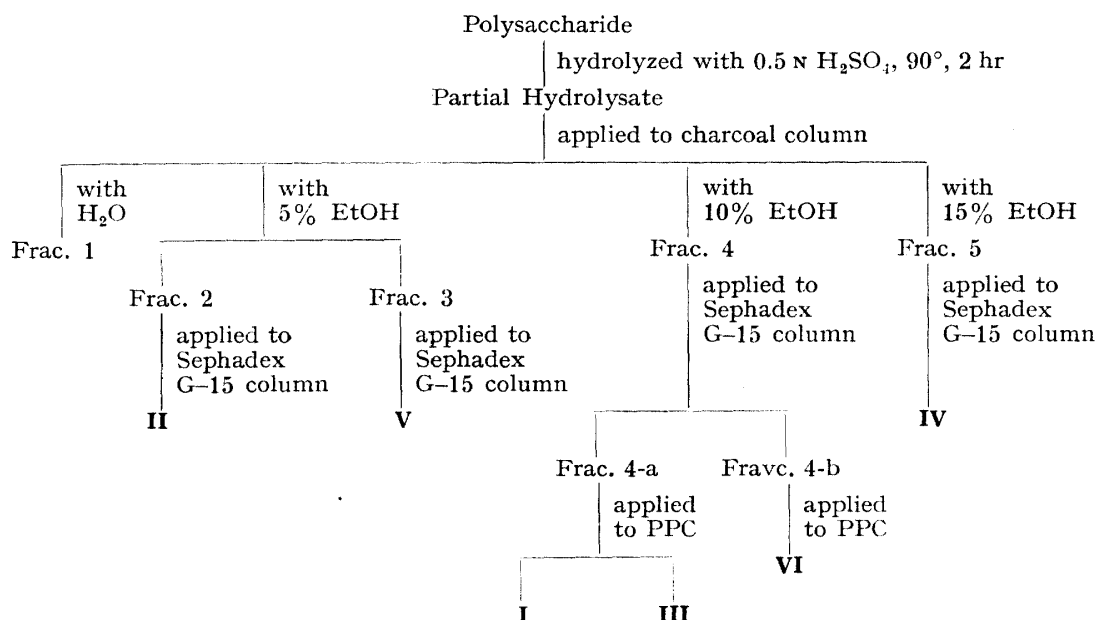 Polysaccharide
hydrolyzed with 0.5 N H₂SO₄, 90°, 2 hr
Partial Hydrolysate
applied to charcoal column
with
H₂O
with
5% EtOH
with
10% EtOH
with
15% EtOH
Frac. 1
Frac. 4
Frac. 5
Frac. 2
Frac. 3
applied to
Sephadex
G–15 column
applied to
Sephadex
G–15 column
applied to
Sephadex
G–15 column
applied to
Sephadex
G–15 column
II
V
IV
Frac. 4-a
Fravc. 4-b
applied
to PPC
applied
to PPC
VI
I
III